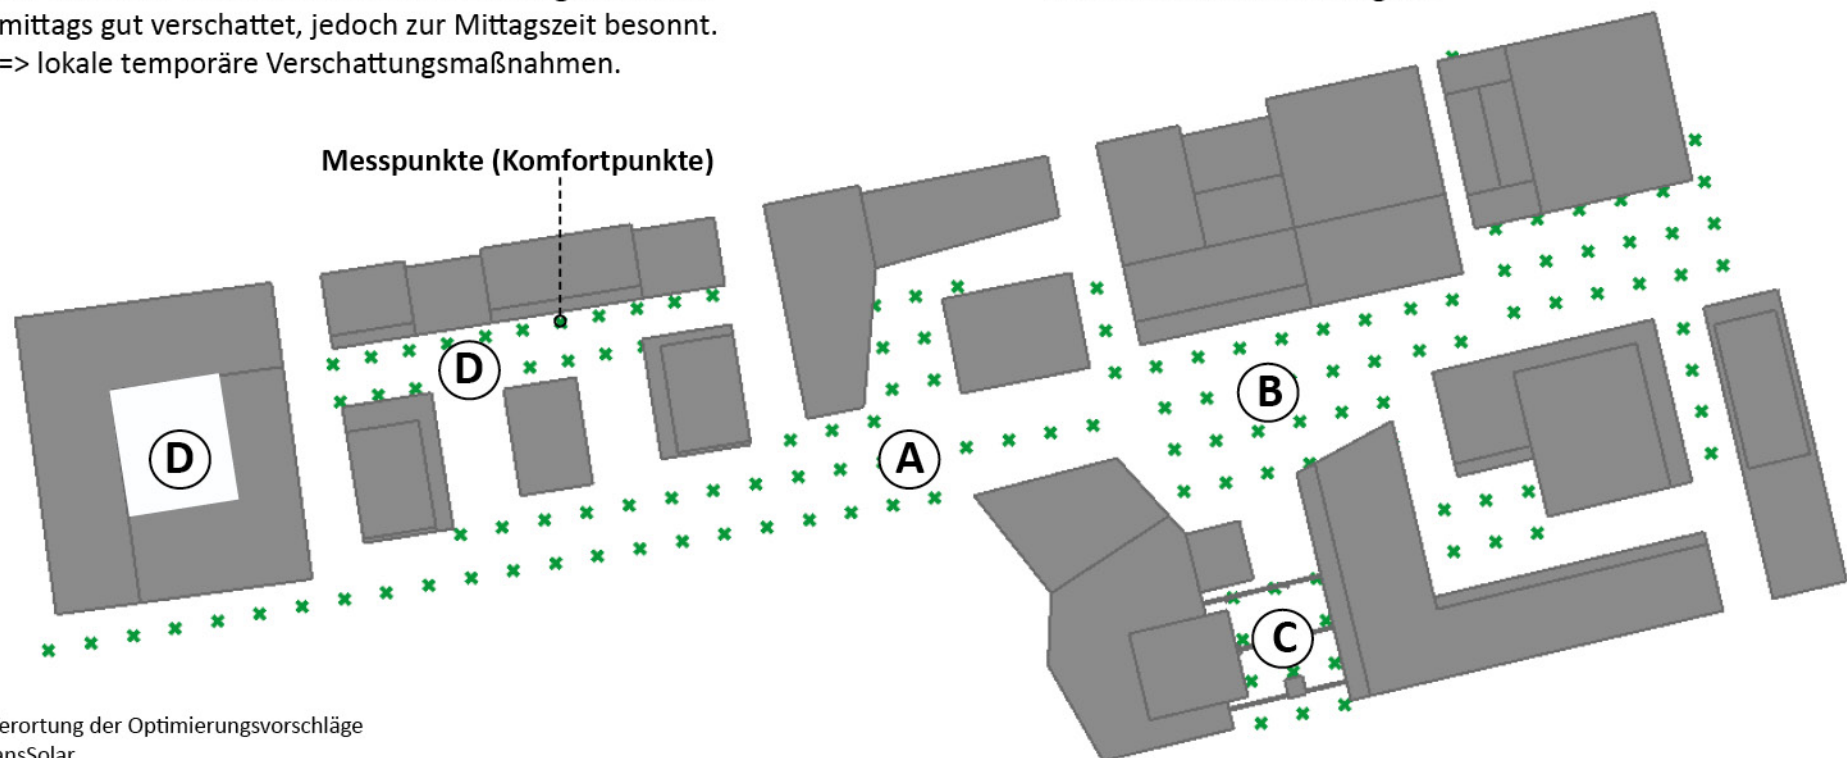 mittags gut verschattet, jedoch zur Mittagszeit besonnt.
=> lokale temporäre Verschattungsmaßnahmen.
Messpunkte (Komfortpunkte)
D
B
D
A
C
erortung der Optimierungsvorschläge